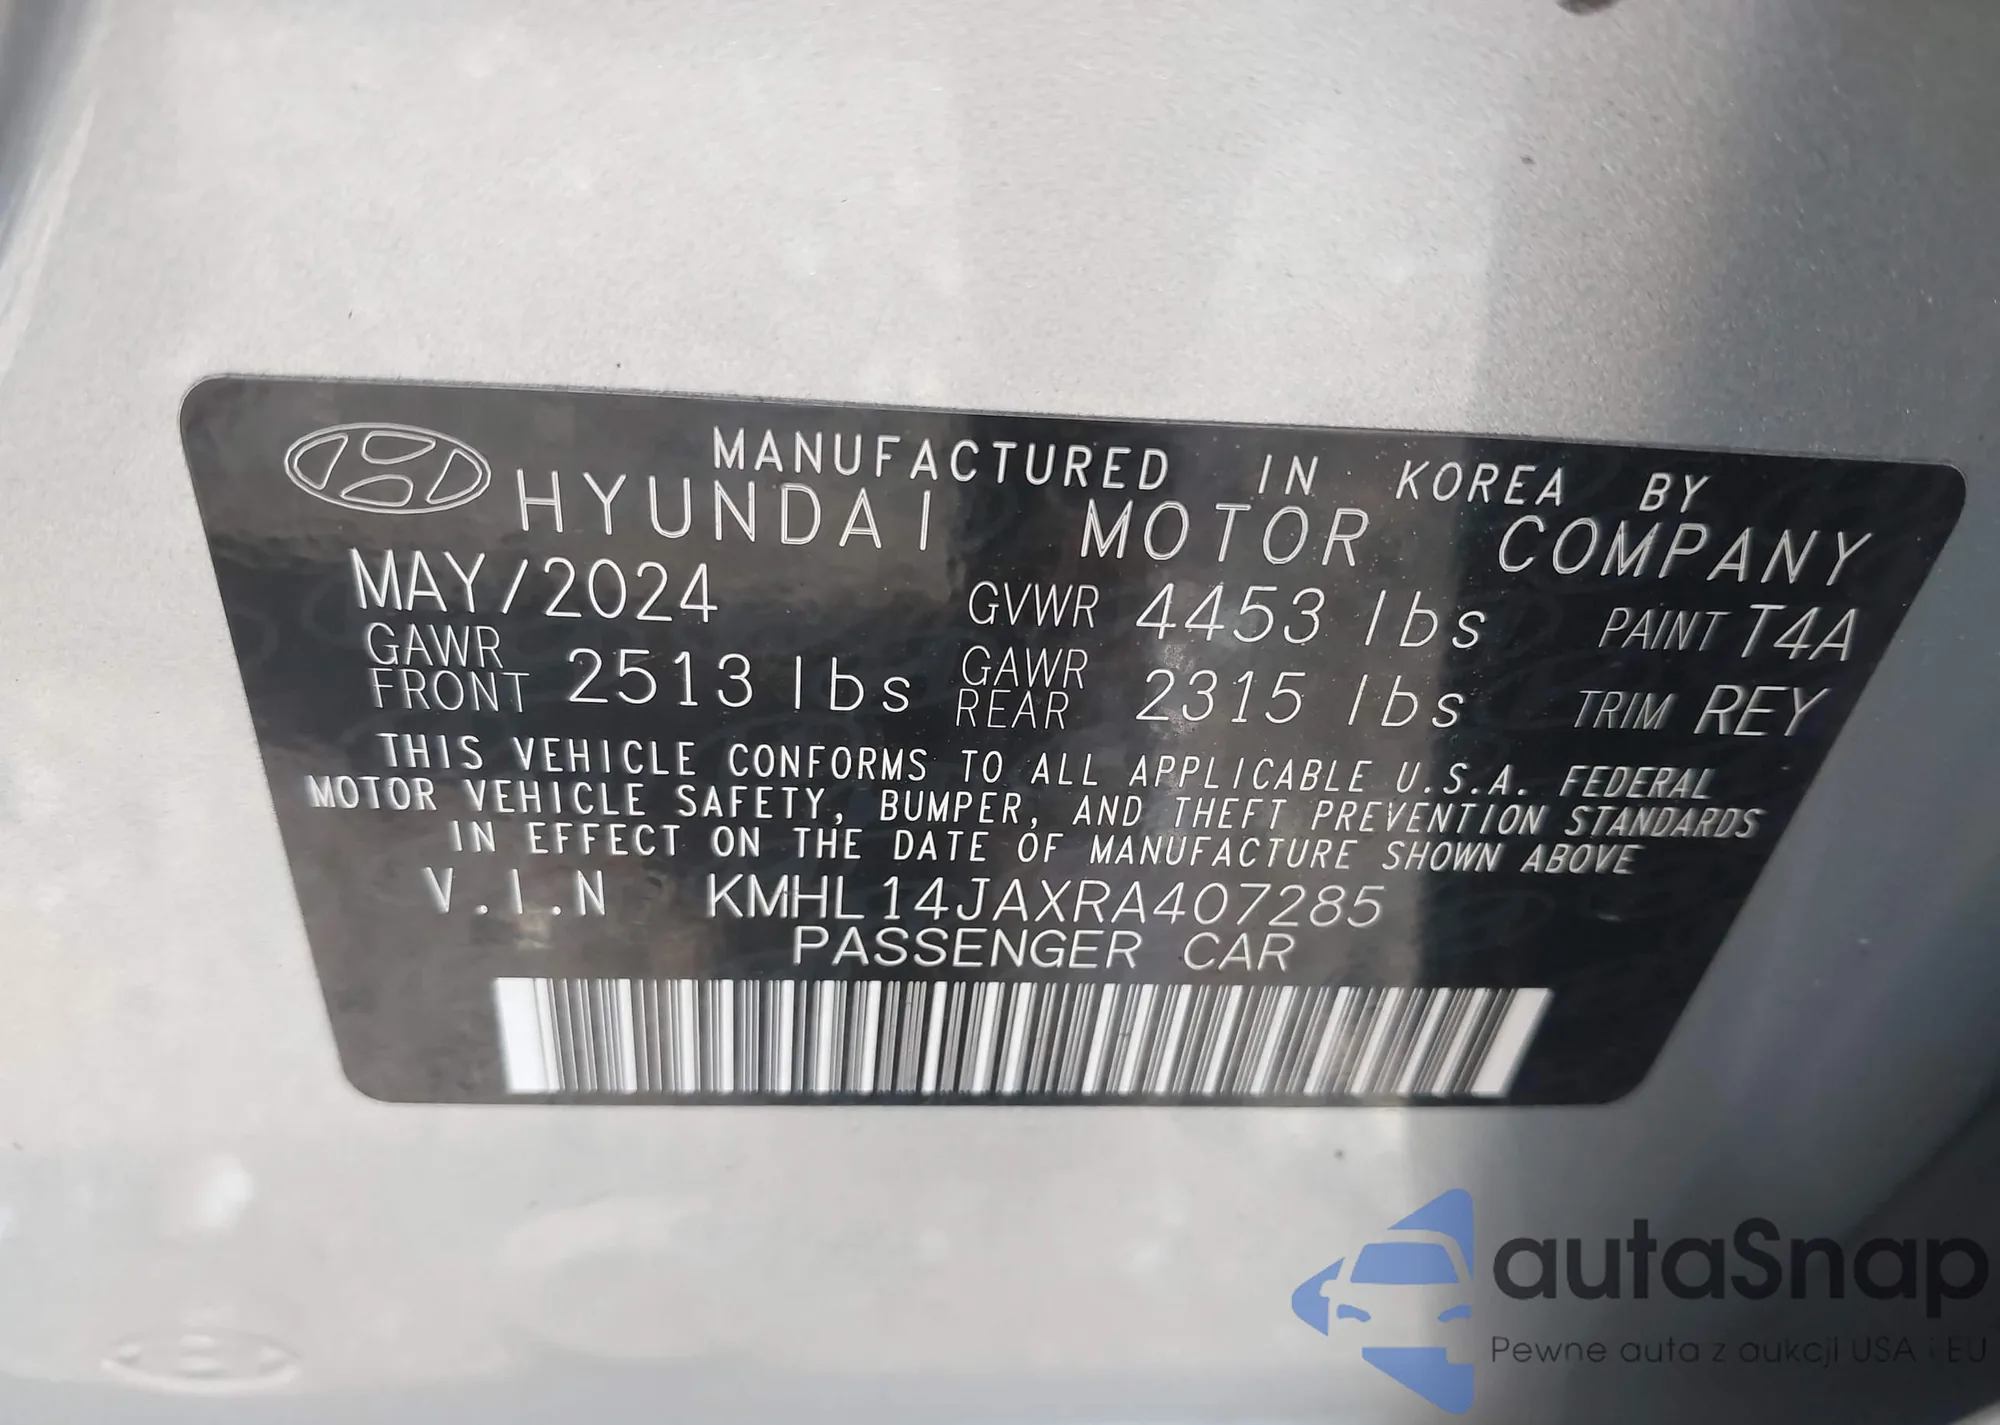 MANUFACTURED IN KOREA BY
HYUNDAI MOTOR COMPANY
MAY/2024 GVWR 4453 lbs PAINT T4A
GAWR FRONT 2513 lbs GAWR REAR 2315 lbs TRIM REY
THIS VEHICLE CONFORMS TO ALL APPLICABLE U.S.A. FEDERAL
MOTOR VEHICLE SAFETY, BUMPER, AND THEFT PREVENTION STANDARDS
IN EFFECT ON THE DATE OF MANUFACTURE SHOWN ABOVE
V.I.N KMHL14JAXRA407285
PASSENGER CAR
autaSnap
Pewne auta z aukcji USA i EU